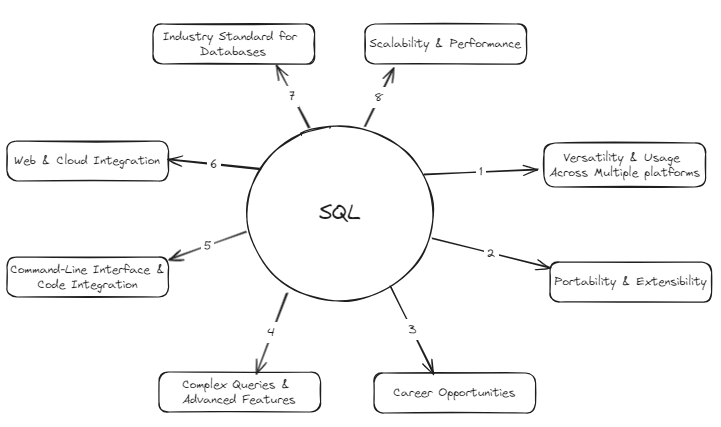 Industry Standard for
Databases
Scalability & Performance
7
8
Web & Cloud Integration
6
1
Versatility & Usage
Across Multiple platforms
SQL
5
2
Command-Line Interface &
Code Integration
Portability & Extensibility
4
3
Complex Queries &
Advanced Features
Career Opportunities